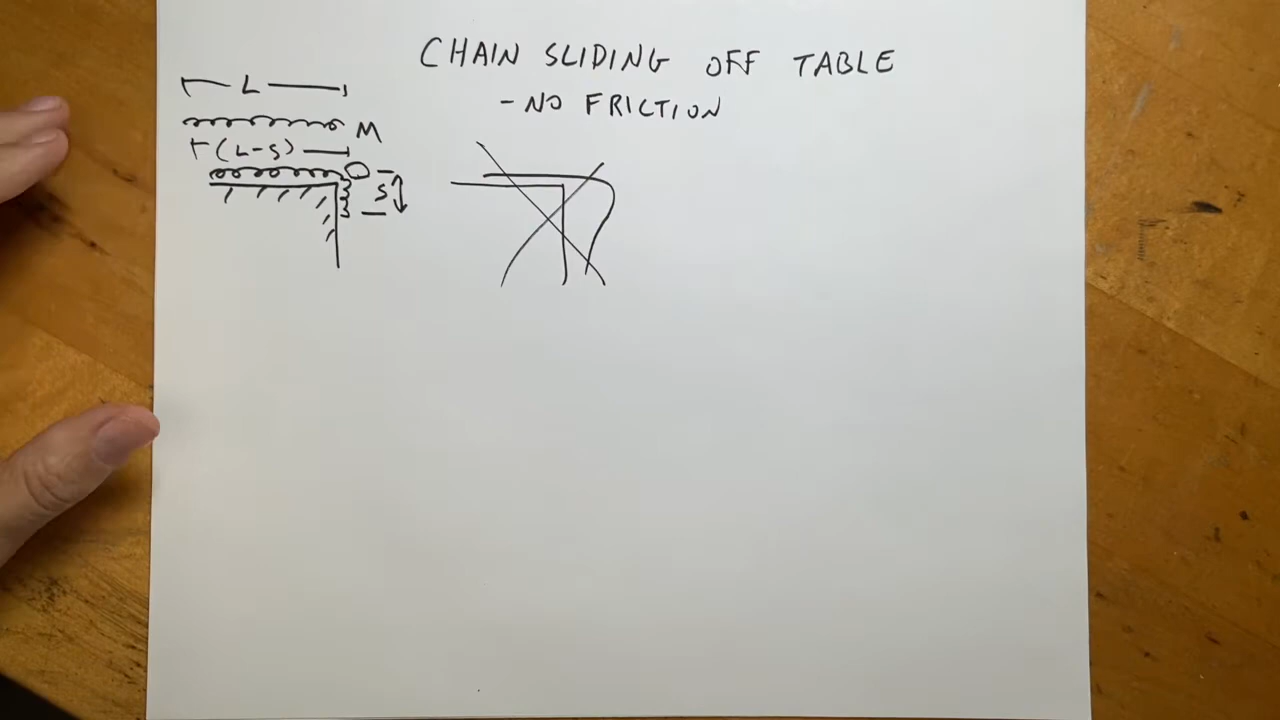 CHAIN SLIDING OFF TABLE
- NO FRICTION
L
M
(L-S)
S